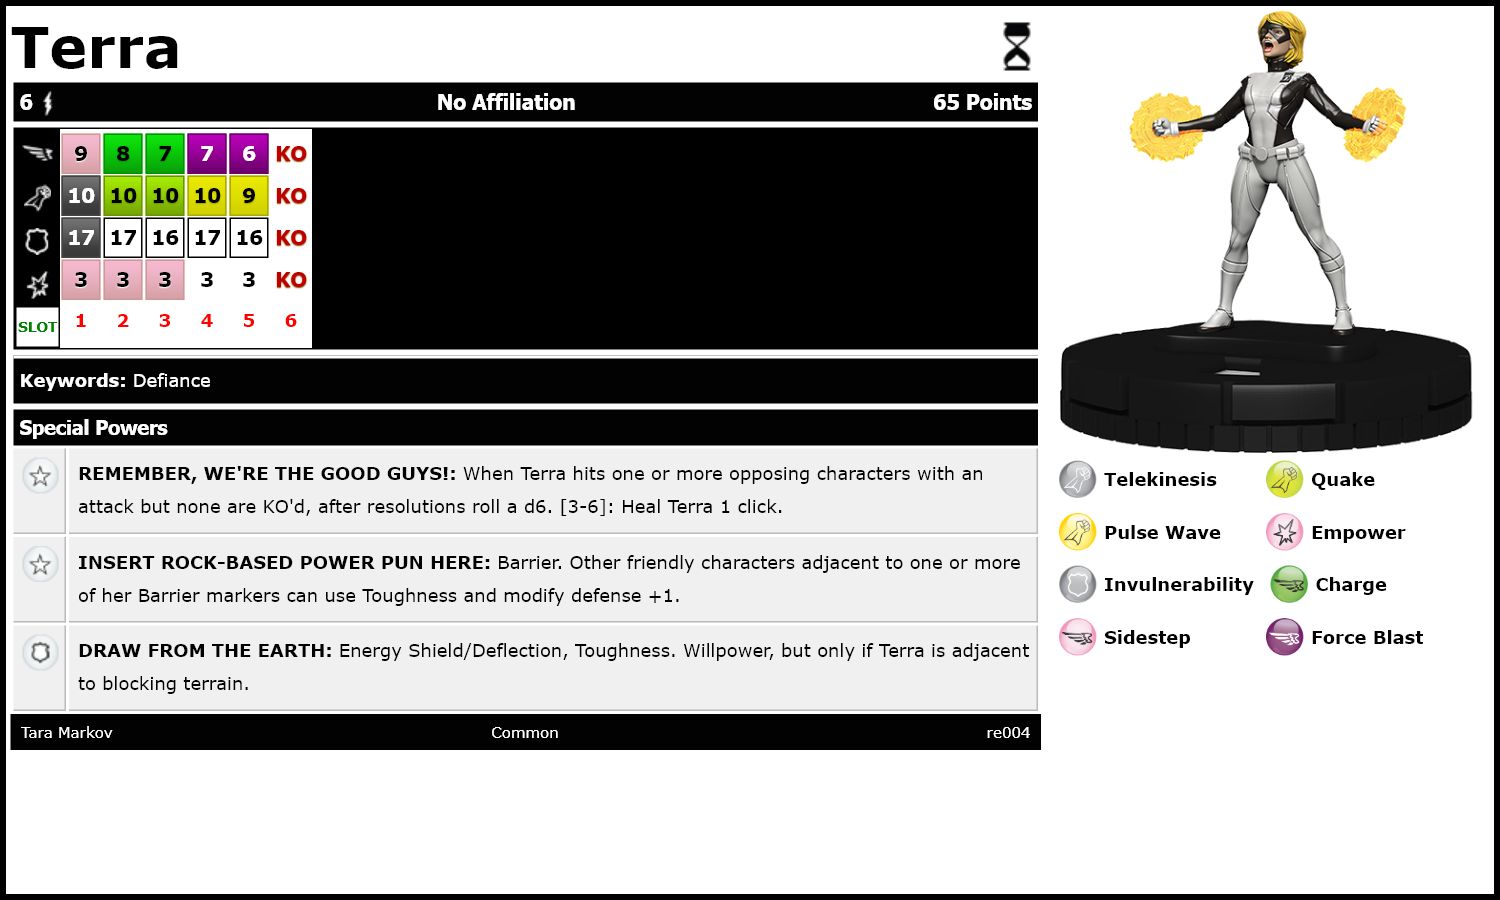 Terra
6 No Affiliation 65 Points
9 8 7 7 6 KO
10 10 10 10 9 KO
17 17 16 17 16 KO
3 3 3 3 3 KO
SLOT 1 2 3 4 5 6
Keywords: Defiance
Special Powers
REMEMBER, WE'RE THE GOOD GUYS!: When Terra hits one or more opposing characters with an
attack but none are KO'd, after resolutions roll a d6. [3-6]: Heal Terra 1 click.
INSERT ROCK-BASED POWER PUN HERE: Barrier. Other friendly characters adjacent to one or more
of her Barrier markers can use Toughness and modify defense +1.
DRAW FROM THE EARTH: Energy Shield/Deflection, Toughness. Willpower, but only if Terra is adjacent
to blocking terrain.
Tara Markov Common re004
Telekinesis Quake
Pulse Wave Empower
Invulnerability Charge
Sidestep Force Blast